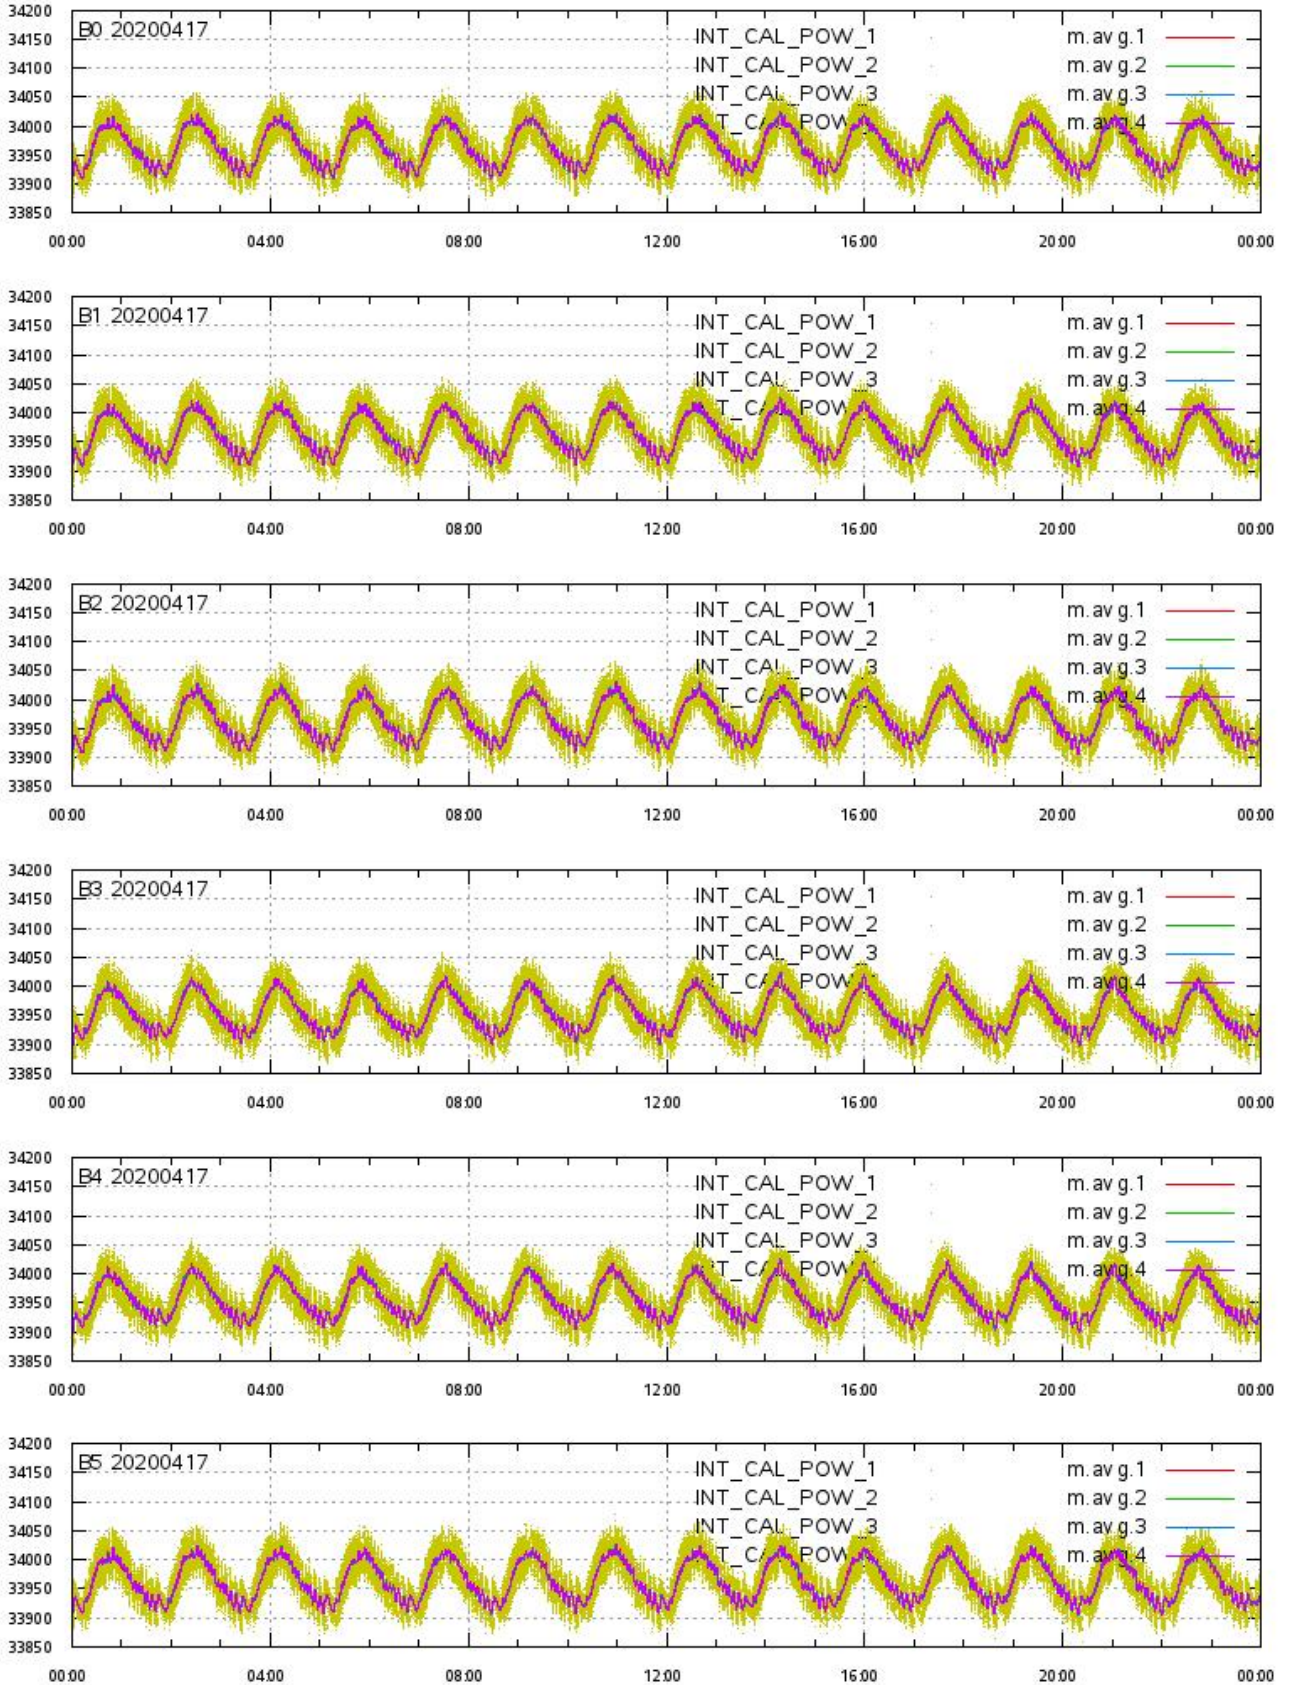 34200
B0 20200417 INT_CAL_POW_1 m.avg.1
34150
INT_CAL_POW_2 m.avg.2
34100
INT_CAL_POW_3 m.avg.3
34050
m.avg.4
34000
33950
33900
33850
00:00 04:00 08:00 12:00 16:00 20:00 00:00
34200
B1 20200417 INT_CAL_POW_1 m.avg.1
34150
INT_CAL_POW_2 m.avg.2
34100
INT_CAL_POW_3 m.avg.3
34050
m.avg.4
34000
33950
33900
33850
00:00 04:00 08:00 12:00 16:00 20:00 00:00
34200
B2 20200417 INT_CAL_POW_1 m.avg.1
34150
INT_CAL_POW_2 m.avg.2
34100
INT_CAL_POW_3 m.avg.3
34050
m.avg.4
34000
33950
33900
33850
00:00 04:00 08:00 12:00 16:00 20:00 00:00
34200
B3 20200417 INT_CAL_POW_1 m.avg.1
34150
INT_CAL_POW_2 m.avg.2
34100
INT_CAL_POW_3 m.avg.3
34050
m.avg.4
34000
33950
33900
33850
00:00 04:00 08:00 12:00 16:00 20:00 00:00
34200
B4 20200417 INT_CAL_POW_1 m.avg.1
34150
INT_CAL_POW_2 m.avg.2
34100
INT_CAL_POW_3 m.avg.3
34050
m.avg.4
34000
33950
33900
33850
00:00 04:00 08:00 12:00 16:00 20:00 00:00
34200
B5 20200417 INT_CAL_POW_1 m.avg.1
34150
INT_CAL_POW_2 m.avg.2
34100
INT_CAL_POW_3 m.avg.3
34050
m.avg.4
34000
33950
33900
33850
00:00 04:00 08:00 12:00 16:00 20:00 00:00